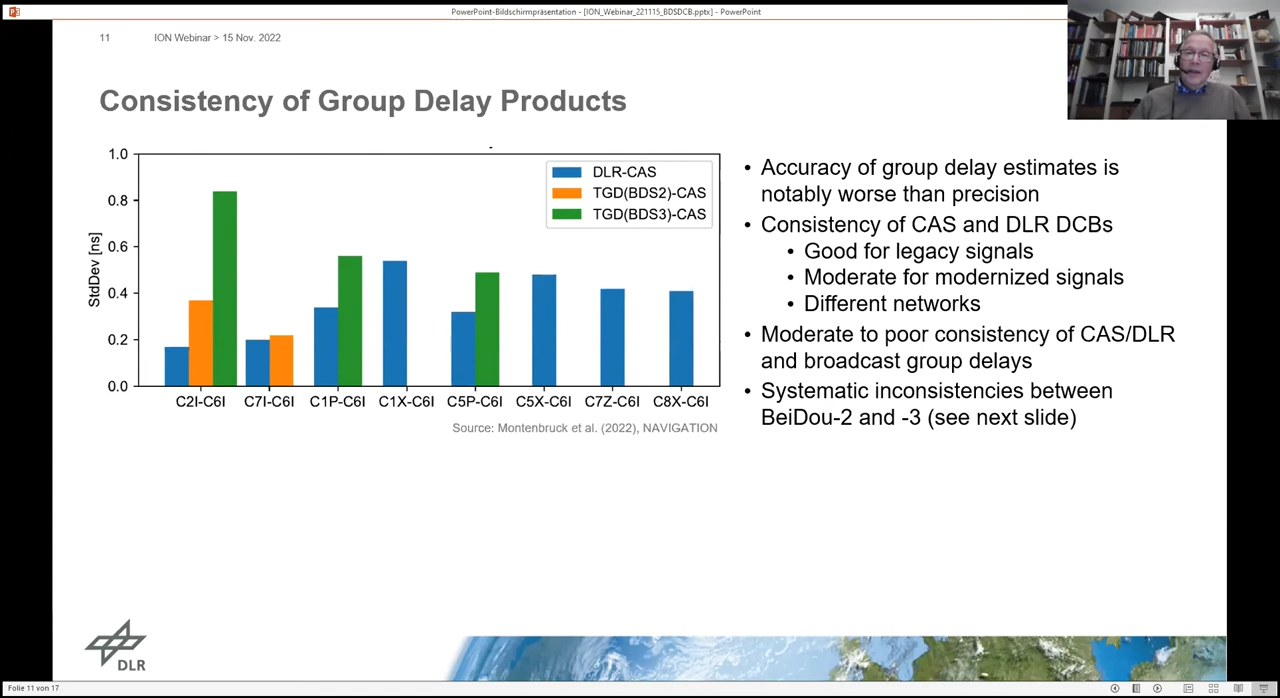 PowerPoint-Bildschirmpräsentation - [ION_Webinar_221115_BDSDCB.pptx] - PowerPoint
11 ION Webinar > 15 Nov. 2022
Consistency of Group Delay Products
1.0
0.8
0.6
0.4
0.2
0.0
StdDev [ns]
DLR-CAS
TGD(BDS2)-CAS
TGD(BDS3)-CAS
C2I-C6I C7I-C6I C1P-C6I C1X-C6I C5P-C6I C5X-C6I C7Z-C6I C8X-C6I
Source: Montenbruck et al. (2022), NAVIGATION
• Accuracy of group delay estimates is
notably worse than precision
• Consistency of CAS and DLR DCBs
• Good for legacy signals
• Moderate for modernized signals
• Different networks
• Moderate to poor consistency of CAS/DLR
and broadcast group delays
• Systematic inconsistencies between
BeiDou-2 and -3 (see next slide)
DLR
Folie 11 von 17